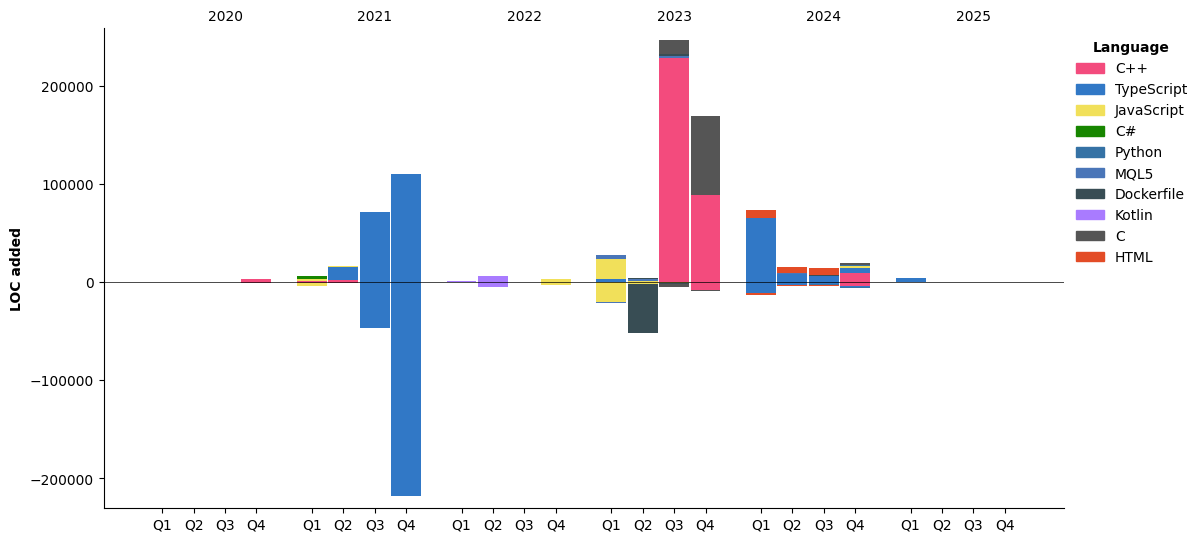 2020 2021 2022 2023 2024 2025
LOC added
200000
100000
0
−100000
−200000
Q1 Q2 Q3 Q4 Q1 Q2 Q3 Q4 Q1 Q2 Q3 Q4 Q1 Q2 Q3 Q4 Q1 Q2 Q3 Q4 Q1 Q2 Q3 Q4
Language
C++
TypeScript
JavaScript
C#
Python
MQL5
Dockerfile
Kotlin
C
HTML